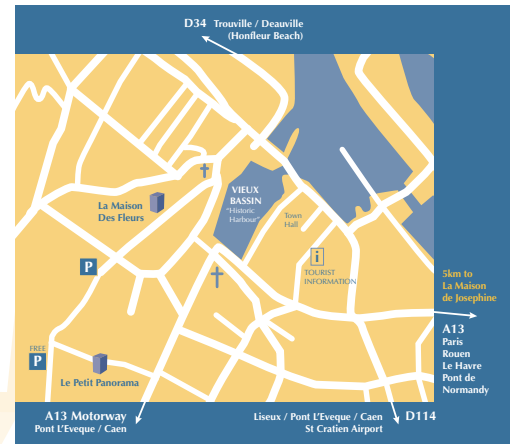 D34 Trouville / Deauville
(Honfleur Beach)
La Maison
Des Fleurs
VIEUX
BASSIN
"Historic
Harbour"
Town
Hall
i
TOURIST
INFORMATION
P
FREE
P
Le Petit Panorama
5km to
La Maison
de Josephine
A13
Paris
Rouen
Le Havre
Pont de
Normandy
A13 Motorway
Pont L'Eveque / Caen
Liseux / Pont L'Eveque / Caen D114
St Cratien Airport